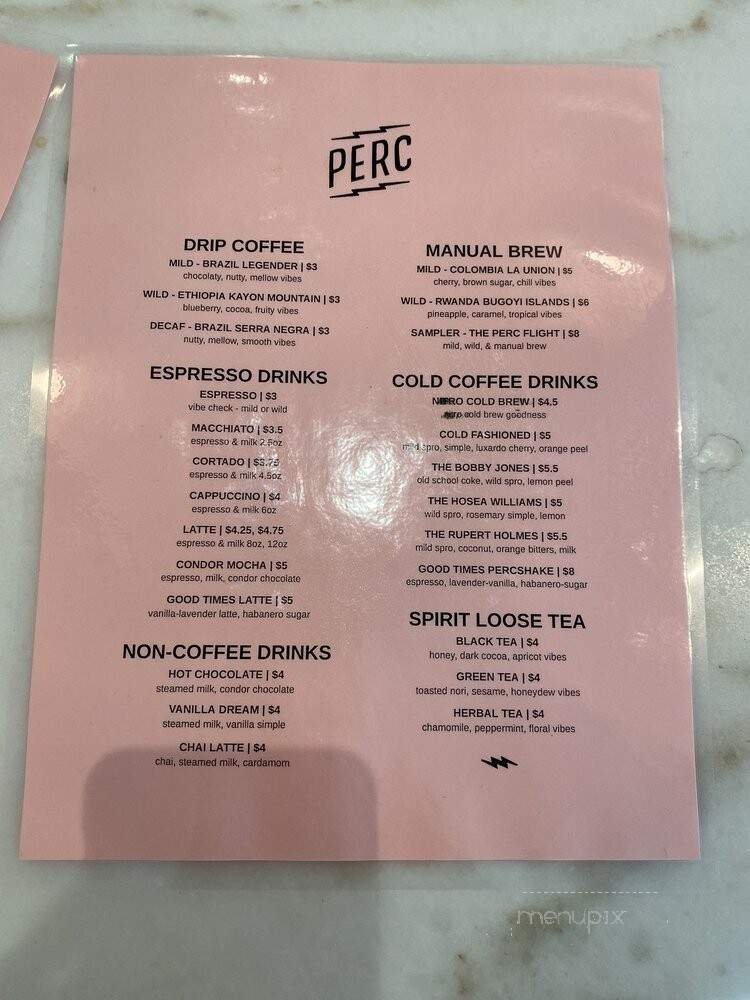 PERC
DRIP COFFEE
MILD - BRAZIL LEGENDER | $3
chocolaty, nutty, mellow vibes
WILD - ETHIOPIA KAYON MOUNTAIN | $3
blueberry, cocoa, fruity vibes
DECAF - BRAZIL SERRA NEGRA | $3
nutty, mellow, smooth vibes
ESPRESSO DRINKS
ESPRESSO | $3
vibe check - mild or wild
MACCHIATO | $3.5
espresso & milk 2.5oz
CORTADO | $3.75
espresso & milk 4.5oz
CAPPUCCINO | $4
espresso & milk 6oz
LATTE | $4.25, $4.75
espresso & milk 8oz, 12oz
CONDOR MOCHA | $5
espresso, milk, condor chocolate
GOOD TIMES LATTE | $5
vanilla-lavender latte, habanero sugar
NON-COFFEE DRINKS
HOT CHOCOLATE | $4
steamed milk, condor chocolate
VANILLA DREAM | $4
steamed milk, vanilla simple
CHAI LATTE | $4
chai, steamed milk, cardamom
MANUAL BREW
MILD - COLOMBIA LA UNION | $5
cherry, brown sugar, chill vibes
WILD - RWANDA BUGOYI ISLANDS | $6
pineapple, caramel, tropical vibes
SAMPLER - THE PERC FLIGHT | $8
mild, wild, & manual brew
COLD COFFEE DRINKS
COLD BREW | $4.5
cold brew goodness
COLD FASHIONED | $5
mild spro, simple, luxardo cherry, orange peel
THE BOBBY JONES | $5.5
old school coke, wild spro, lemon peel
THE HOSEA WILLIAMS | $5
wild spro, rosemary simple, lemon
THE RUPERT HOLMES | $5.5
mild spro, coconut, orange bitters, milk
GOOD TIMES PERCSHAKE | $8
espresso, lavender-vanilla, habanero-sugar
SPIRIT LOOSE TEA
BLACK TEA | $4
honey, dark cocoa, apricot vibes
GREEN TEA | $4
toasted nori, sesame, honeydew vibes
HERBAL TEA | $4
chamomile, peppermint, floral vibes
menupix